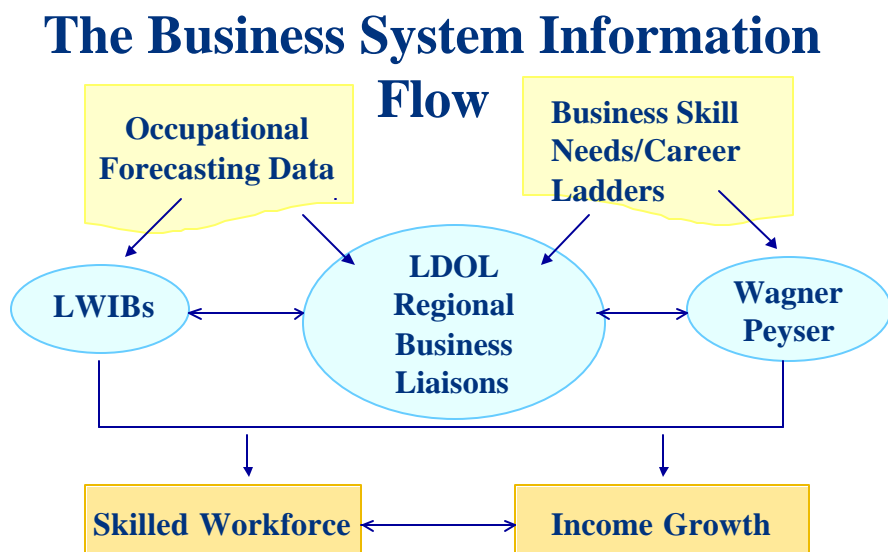 The Business System Information
Flow
Occupational
Forecasting Data
Business Skill
Needs/Career
Ladders
LWIBs
LDOL
Regional
Business
Liaisons
Wagner
Peyser
Skilled Workforce
Income Growth